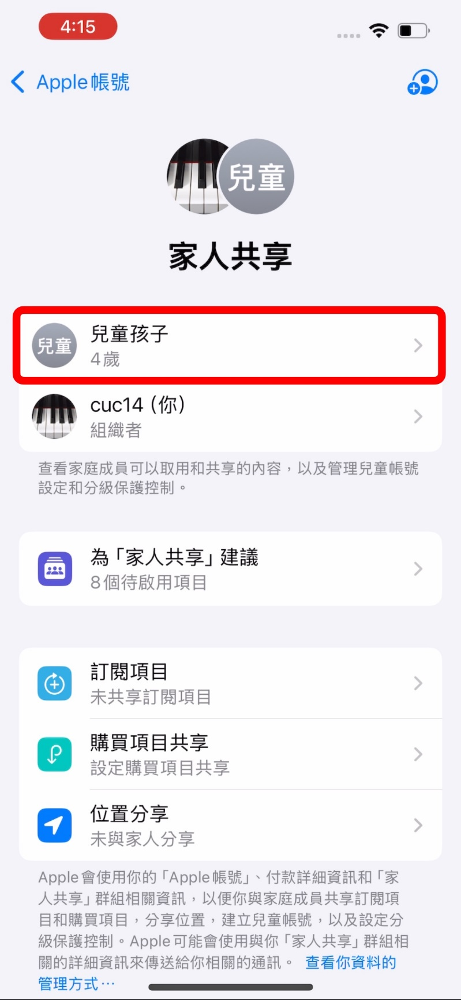 4:15
Apple帳號
兒童
家人共享
兒童
兒童孩子
4歲
cuc14（你）
組織者
查看家庭成員可以取用和共享的內容，以及管理兒童帳號
設定和分級保護控制。
為「家人共享」建議
8個待啟用項目
訂閱項目
未共享訂閱項目
購買項目共享
設定購買項目共享
位置分享
未與家人分享
Apple會使用你的「Apple帳號」、付款詳細資訊和「家
人共享」群組相關資訊，以便你與家庭成員共享訂閱項
目和購買項目，分享位置，建立兒童帳號，以及設定分
級保護控制。Apple可能會使用與你「家人共享」群組相
關的詳細資訊來傳送給你相關的通訊。 查看你資料的
管理方式⋯